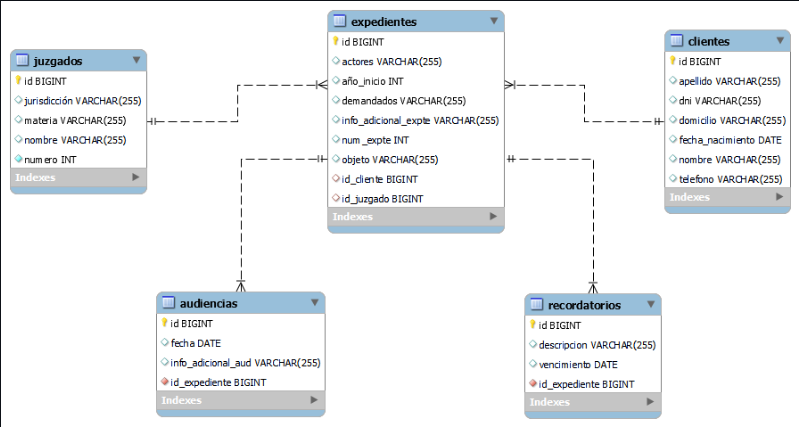 juzgados
id BIGINT
jurisdicción VARCHAR(255)
materia VARCHAR(255)
nombre VARCHAR(255)
numero INT
Indexes
expedientes
id BIGINT
actores VARCHAR(255)
año_inicio INT
demandados VARCHAR(255)
info_adicional_expte VARCHAR(255)
num_expte INT
objeto VARCHAR(255)
id_cliente BIGINT
id_juzgado BIGINT
Indexes
clientes
id BIGINT
apellido VARCHAR(255)
dni VARCHAR(255)
domicilio VARCHAR(255)
fecha_nacimiento DATE
nombre VARCHAR(255)
telefono VARCHAR(255)
Indexes
audiencias
id BIGINT
fecha DATE
info_adicional_aud VARCHAR(255)
id_expediente BIGINT
Indexes
recordatorios
id BIGINT
descripcion VARCHAR(255)
vencimiento DATE
id_expediente BIGINT
Indexes